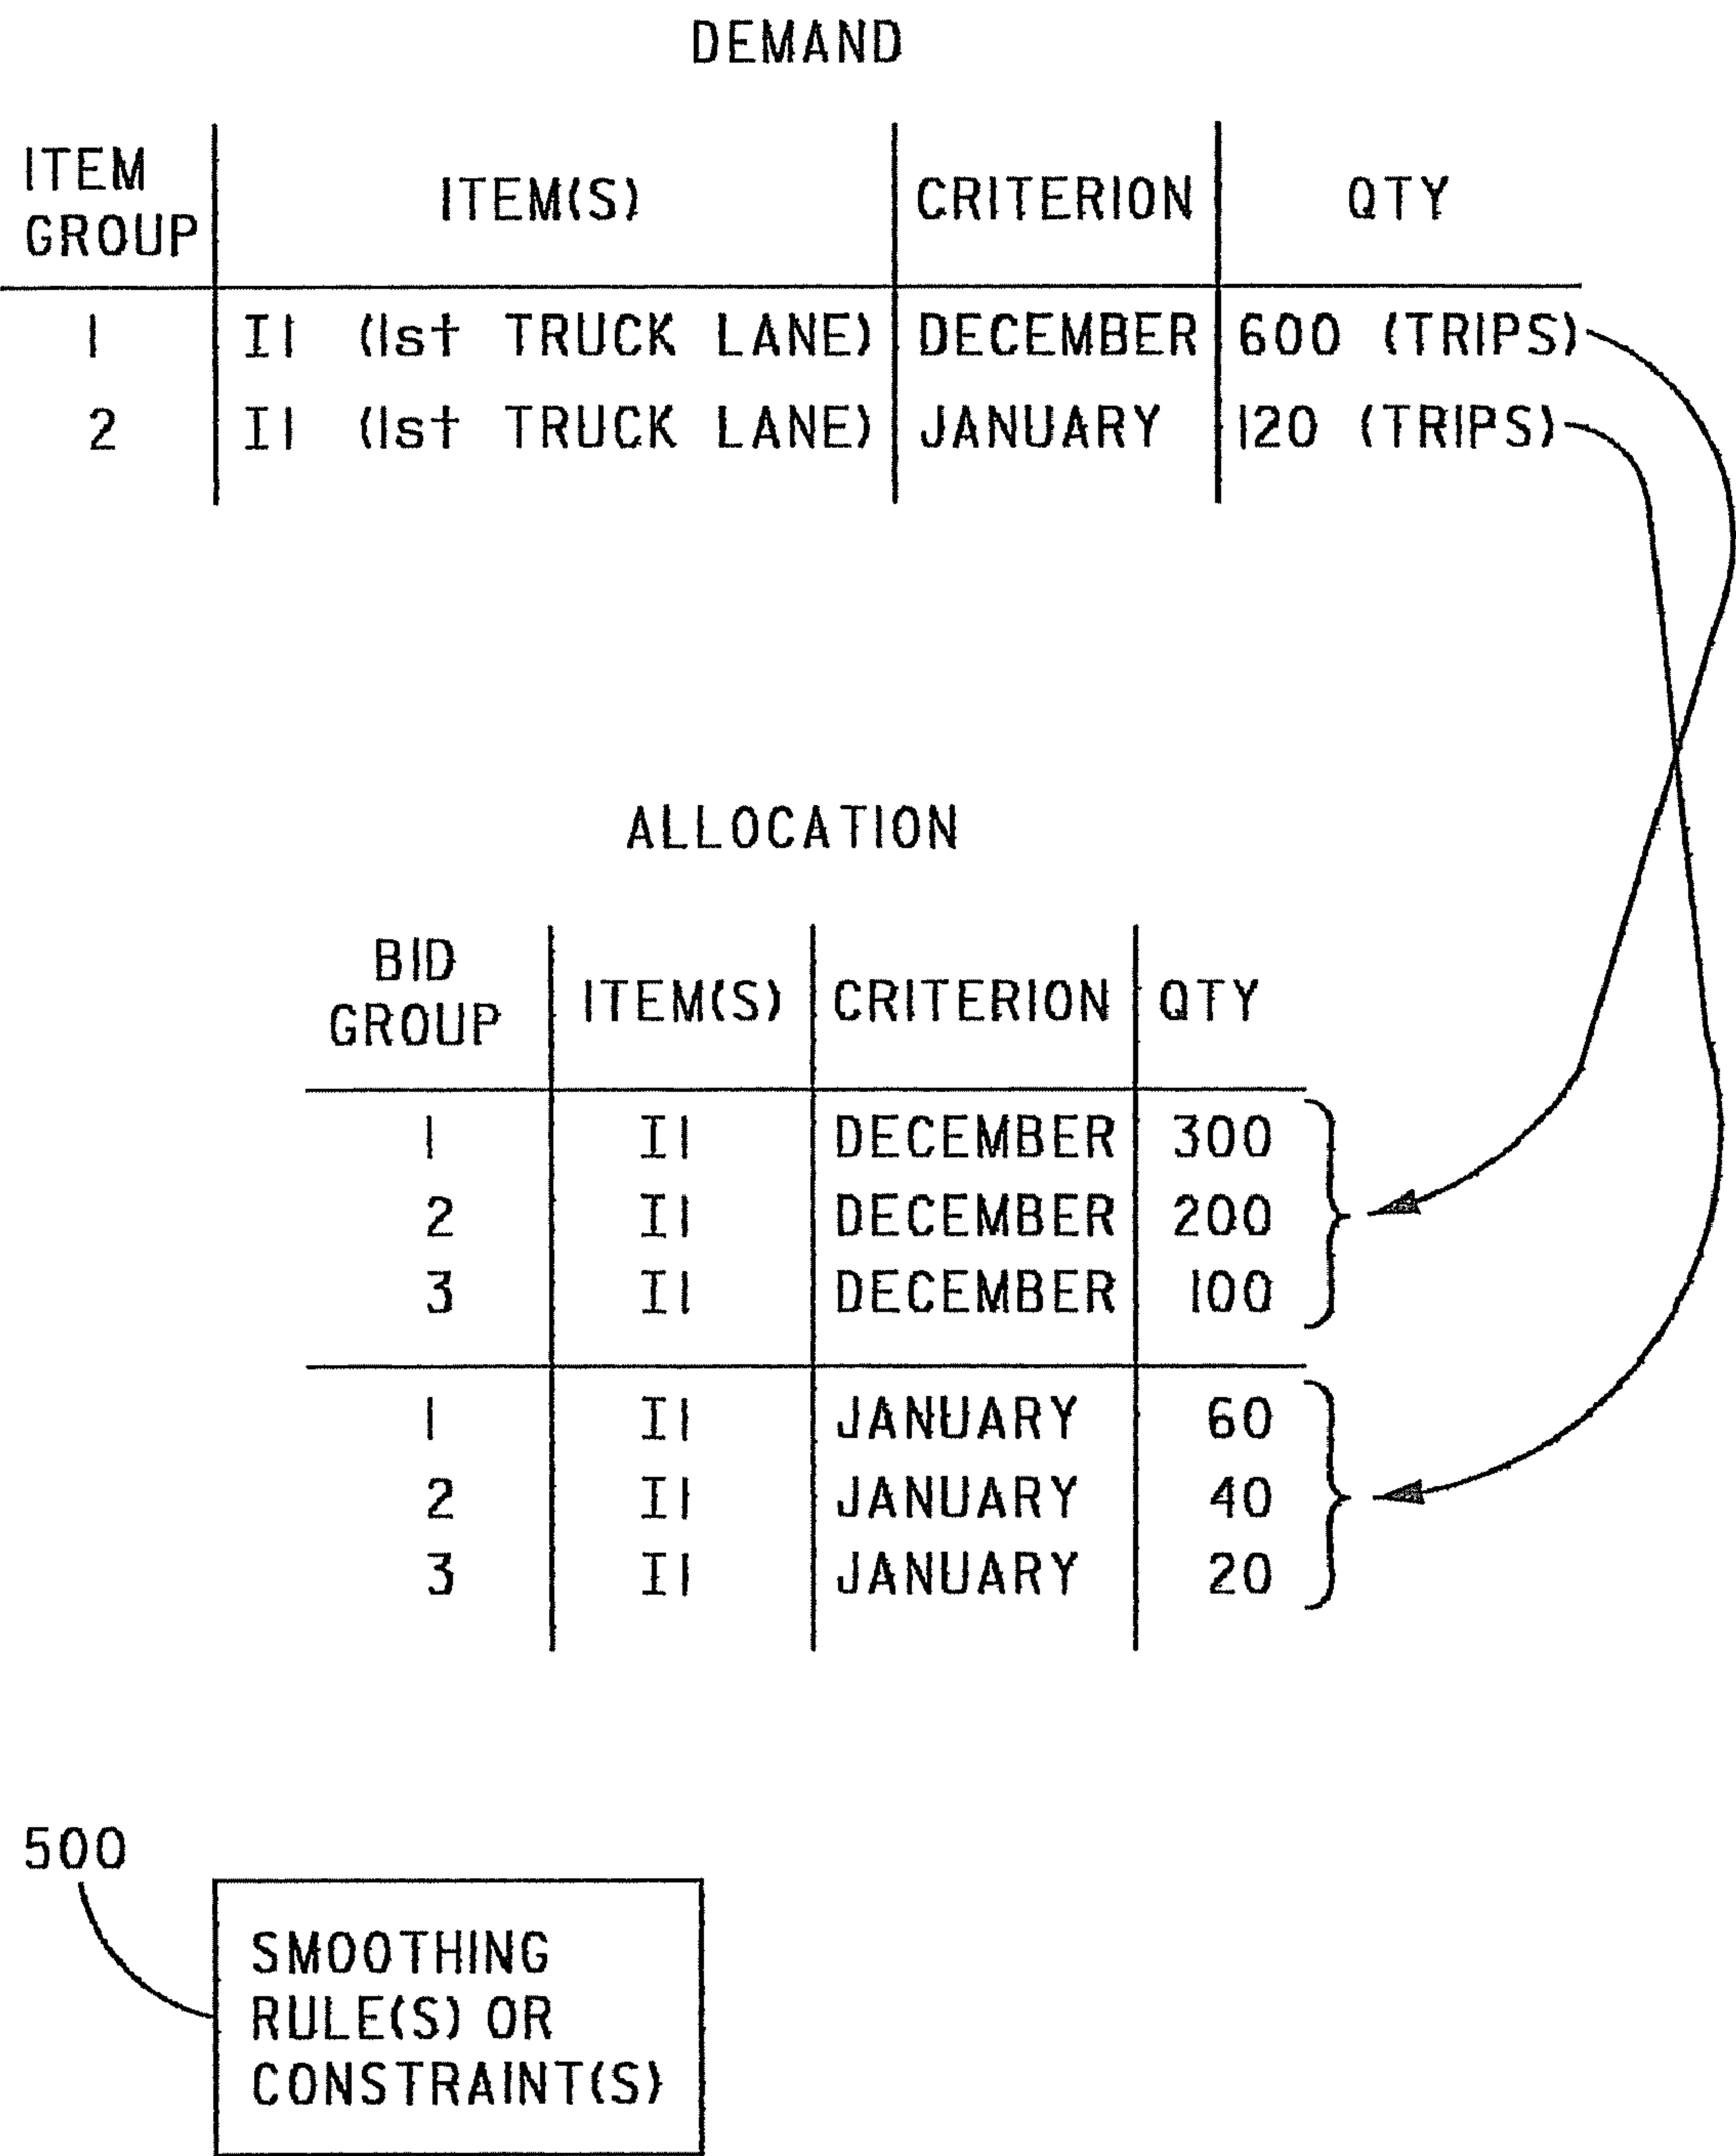 DEMAND
ITEM GROUP ITEM(S) CRITERION QTY
1 I1 (1st TRUCK LANE) DECEMBER 600 (TRIPS)
2 I1 (1st TRUCK LANE) JANUARY 120 (TRIPS)
ALLOCATION
BID GROUP ITEM(S) CRITERION QTY
1 I1 DECEMBER 300
2 I1 DECEMBER 200
3 I1 DECEMBER 100
1 I1 JANUARY 60
2 I1 JANUARY 40
3 I1 JANUARY 20
500
SMOOTHING
RULE(S) OR
CONSTRAINT(S)